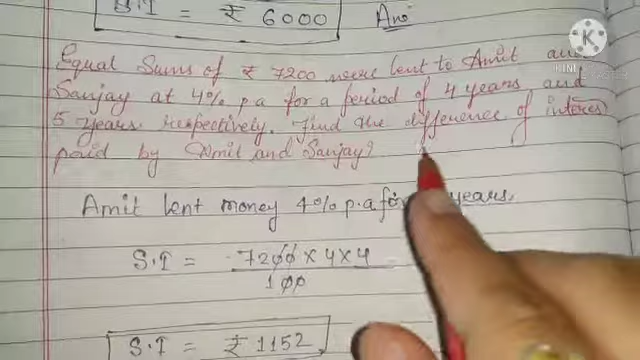 S.I = ₹ 6000 Ans
KINEMASTER
Equal Sums of ₹ 7200 were lent to Amit and
Sanjay at 4% p.a for a period of 4 years and
5 years respectively. Find the difference of interest
paid by Amit and Sanjay?
Amit lent money 4% p.a for years.
S.I = 7200 x 4 x 4
100
S.I = ₹ 1152